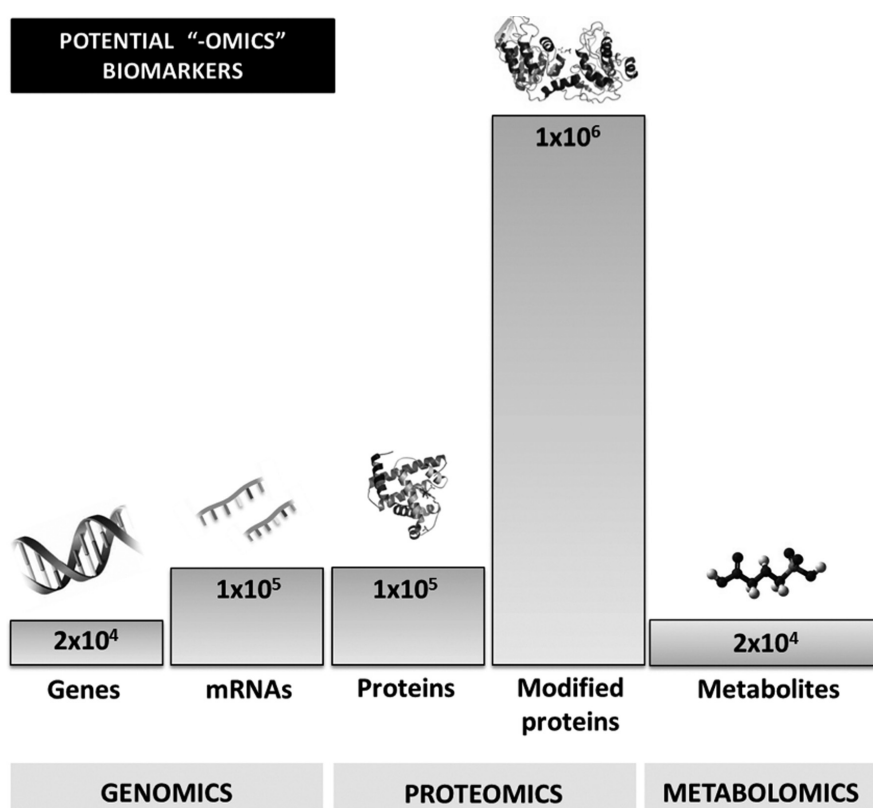 POTENTIAL “-OMICS”
BIOMARKERS
1x10⁶
1x10⁵
1x10⁵
2x10⁴
2x10⁴
Genes
mRNAs
Proteins
Modified
proteins
Metabolites
GENOMICS
PROTEOMICS
METABOLOMICS